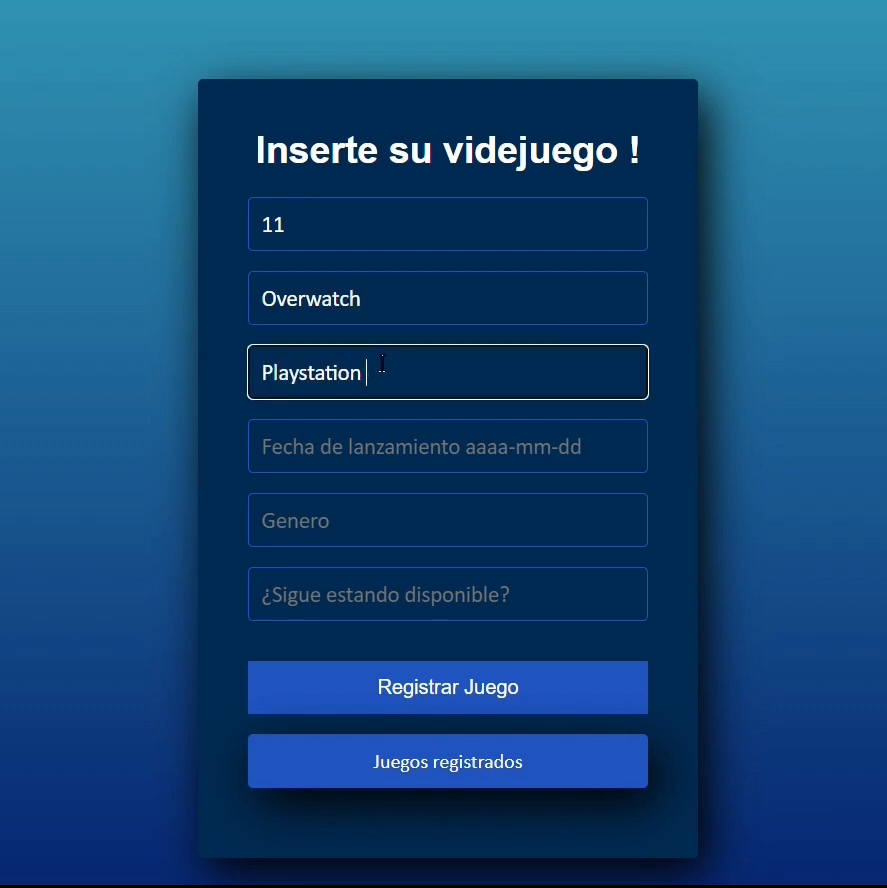 Inserte su videjuego !
11
Overwatch
Playstation
Fecha de lanzamiento aaaa-mm-dd
Genero
¿Sigue estando disponible?
Registrar Juego
Juegos registrados